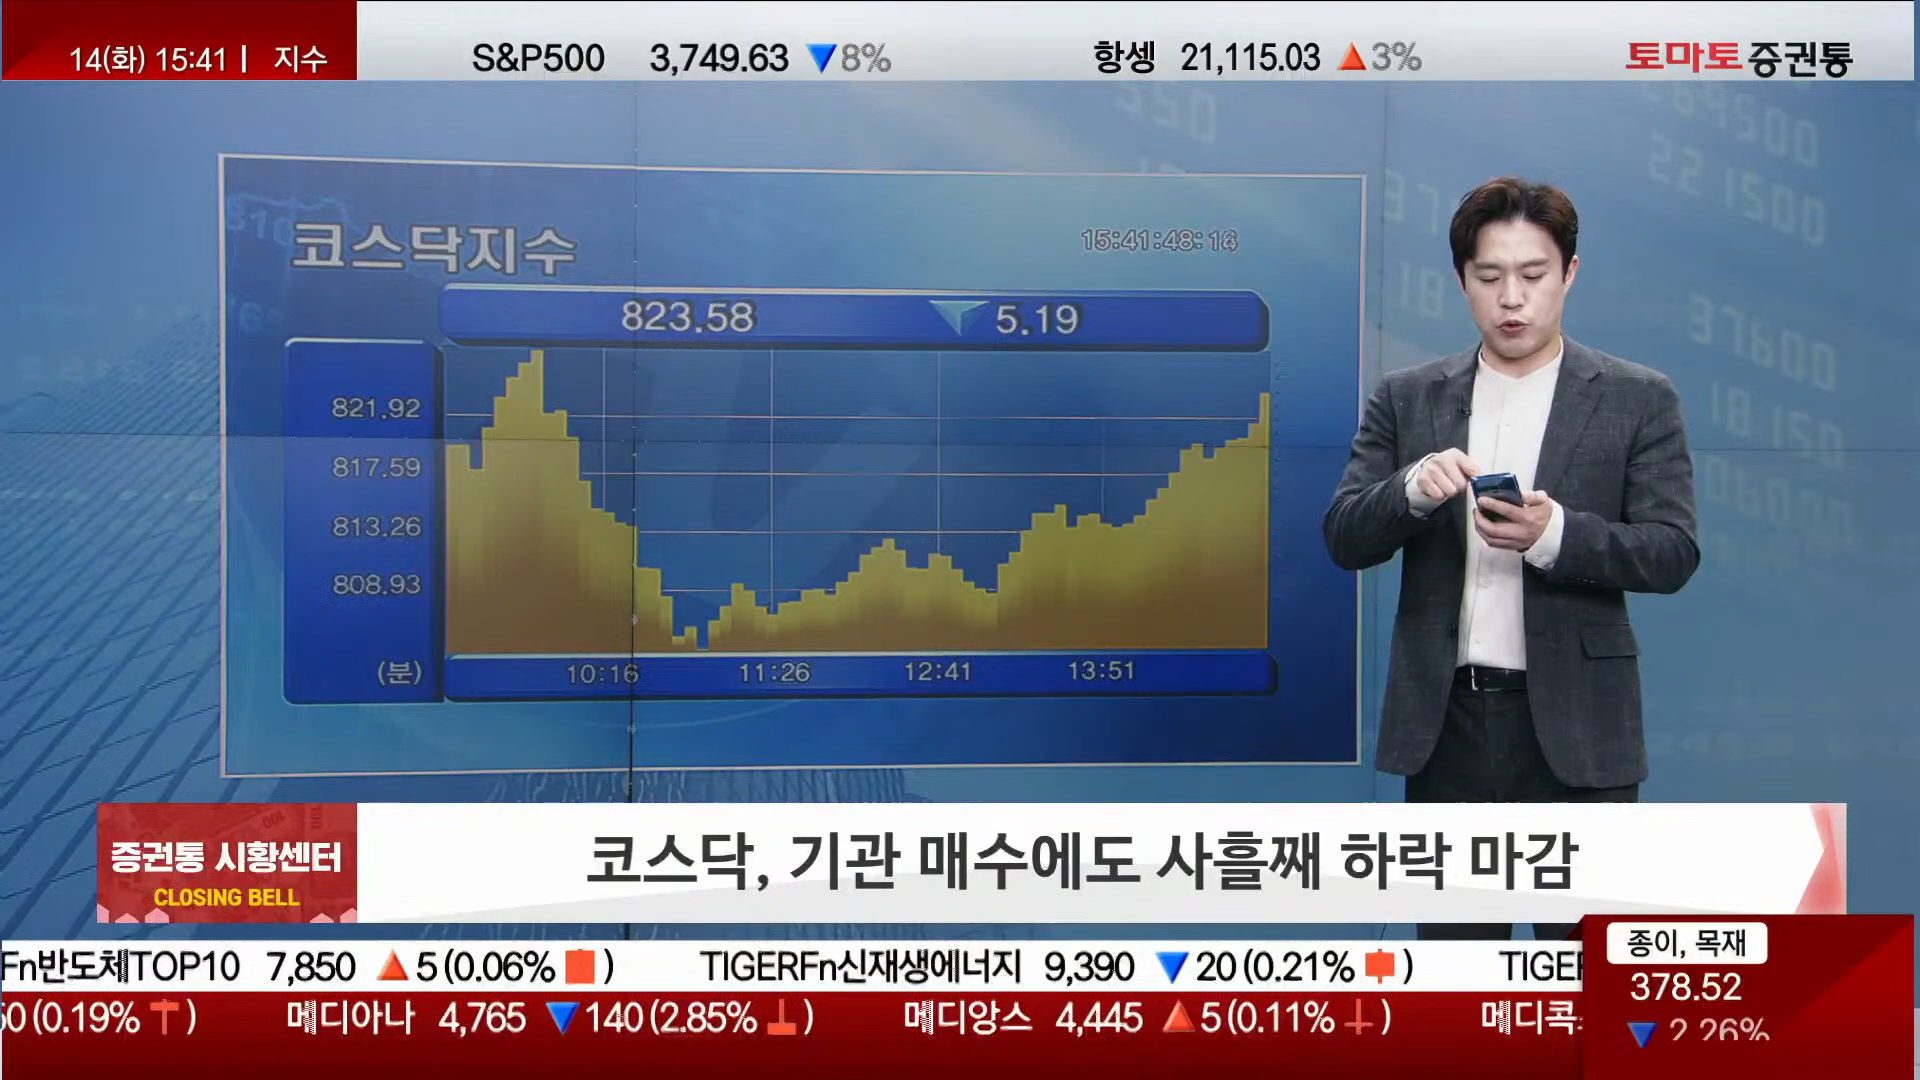 14(화) 15:41 | 지수
S&P500 3,749.63 ▼8%
항셍 21,115.03 ▲3%
토마토증권통
코스닥지수
823.58 ▼ 5.19
821.92
817.59
813.26
808.93
(분) 10:16 11:26 12:41 13:51
37600
증권통 시황센터
CLOSING BELL
코스닥, 기관 매수에도 사흘째 하락 마감
Fn반도체TOP10 7,850 ▲5(0.06%) TIGERFn신재생에너지 9,390 ▼20(0.21%) TIGER
0(0.19%) 메디아나 4,765 ▼140(2.85%) 메디앙스 4,445 ▲5(0.11%) 메디콕
종이, 목재
378.52
▼2.26%